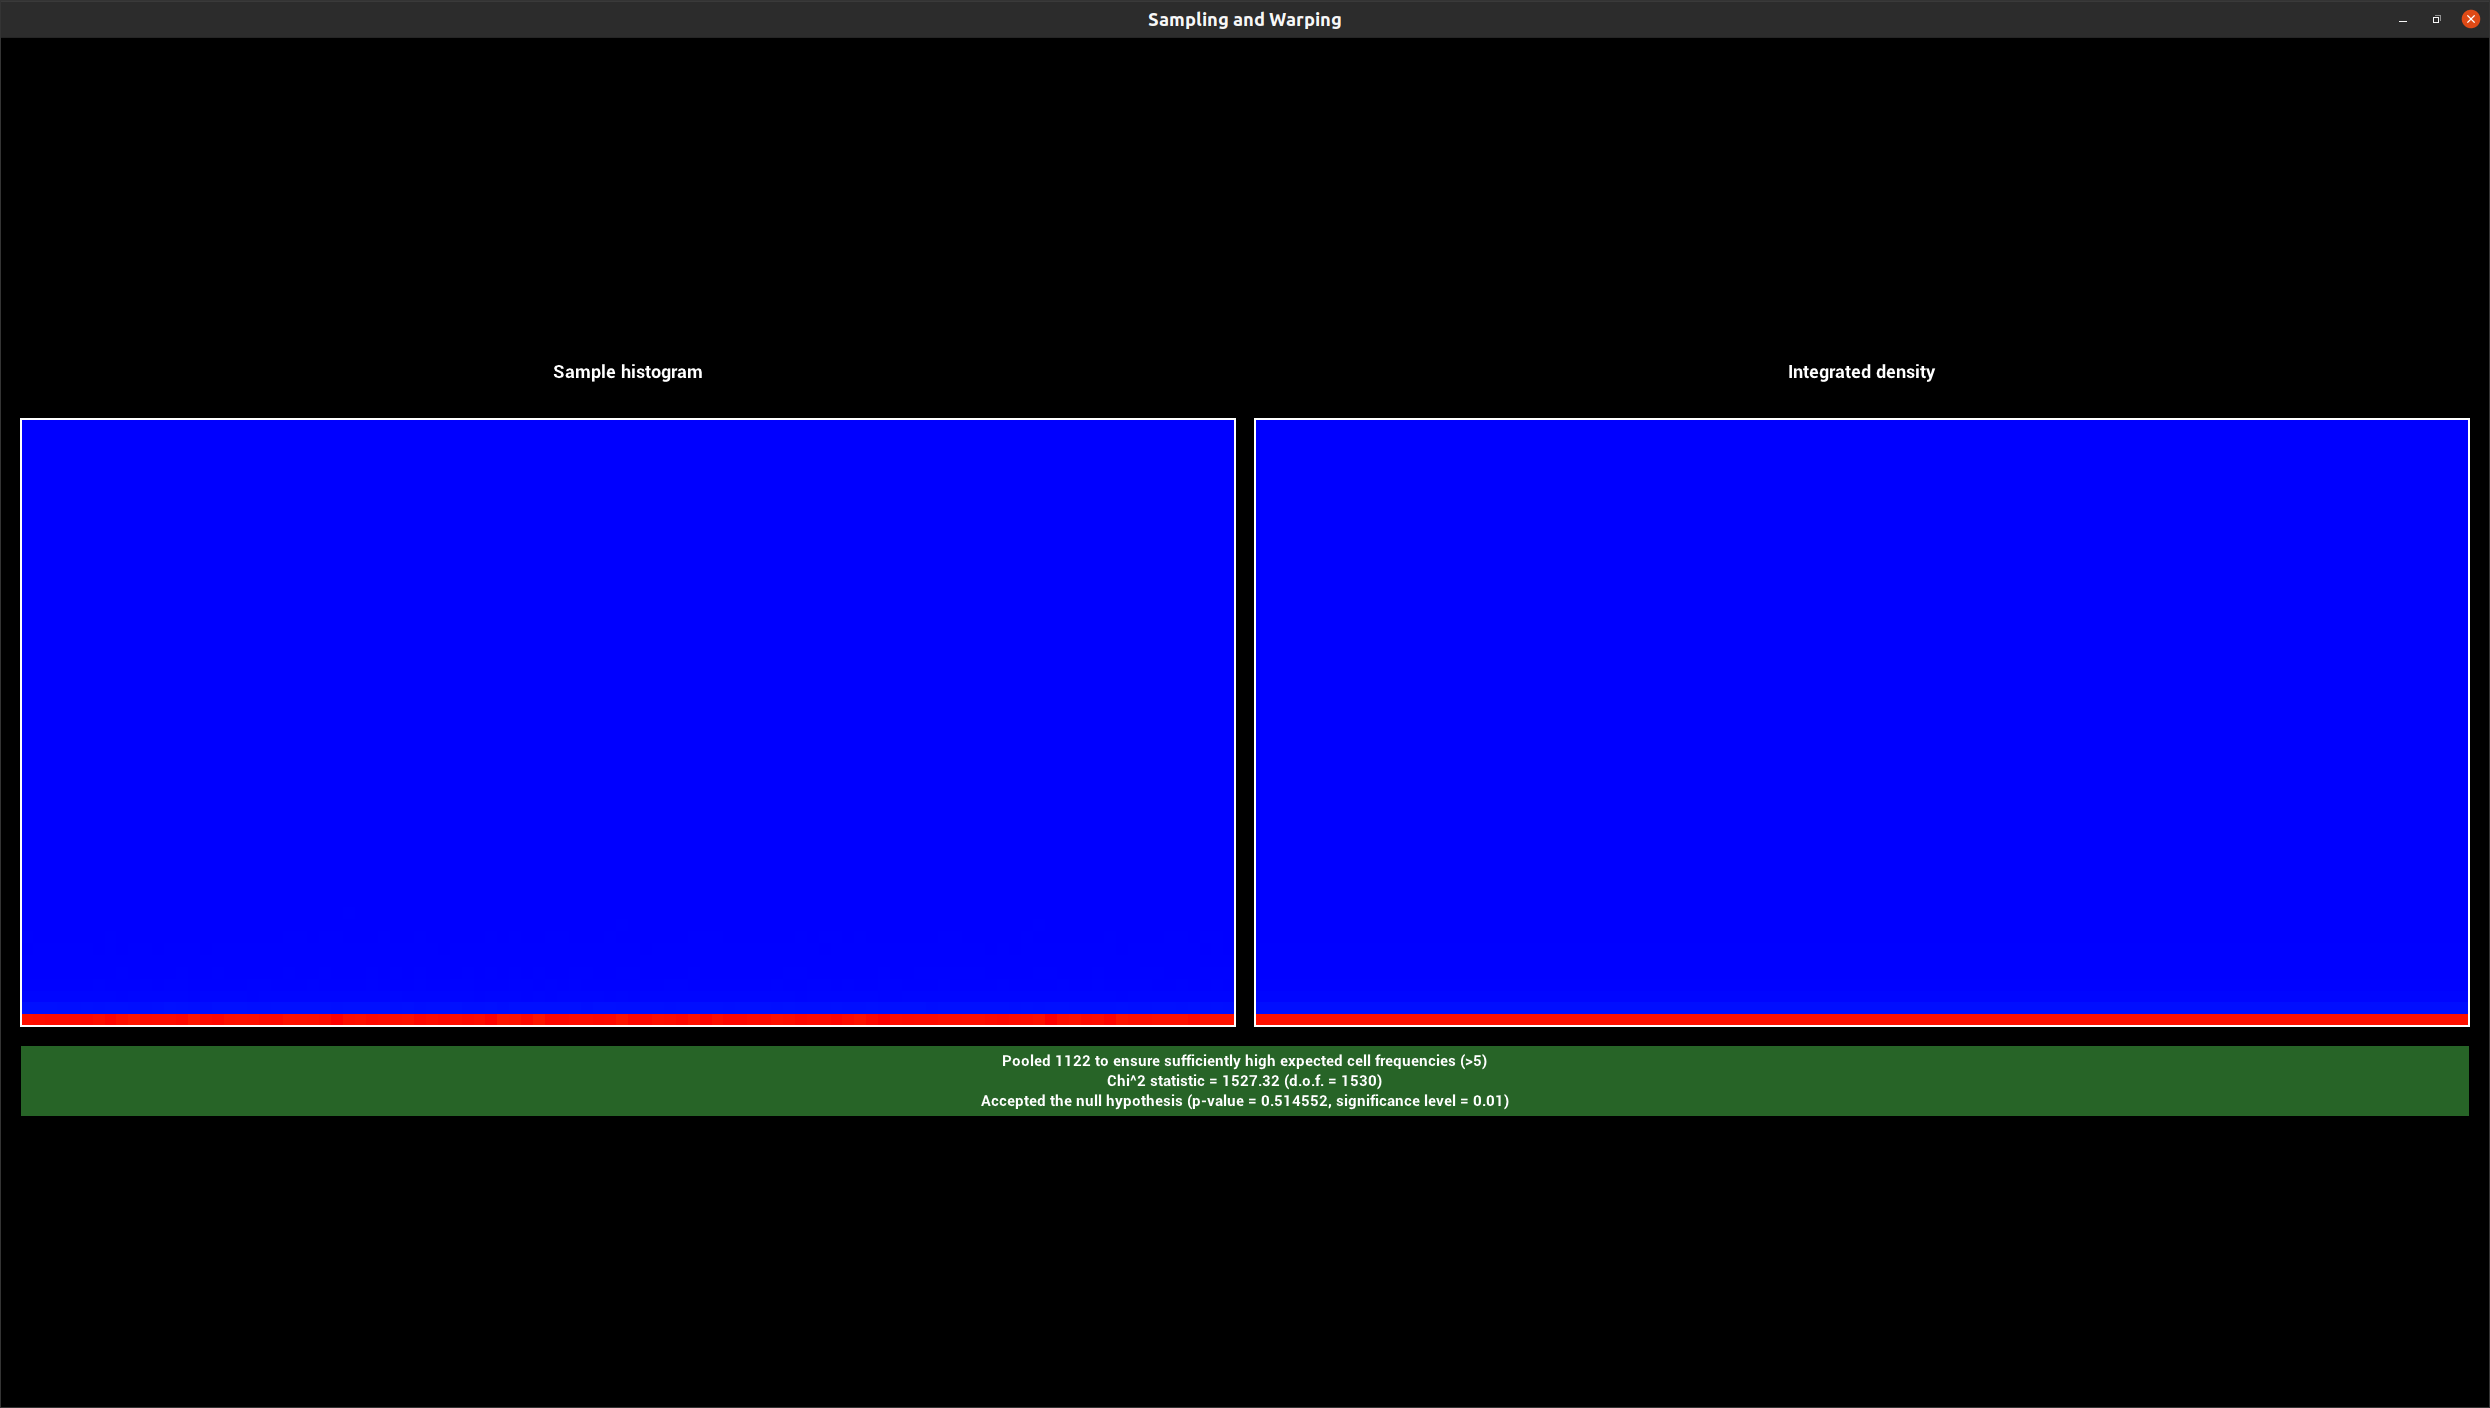 Sampling and Warping
Sample histogram
Integrated density
Pooled 1122 to ensure sufficiently high expected cell frequencies (>5)
Chi^2 statistic = 1527.32 (d.o.f. = 1530)
Accepted the null hypothesis (p-value = 0.514552, significance level = 0.01)